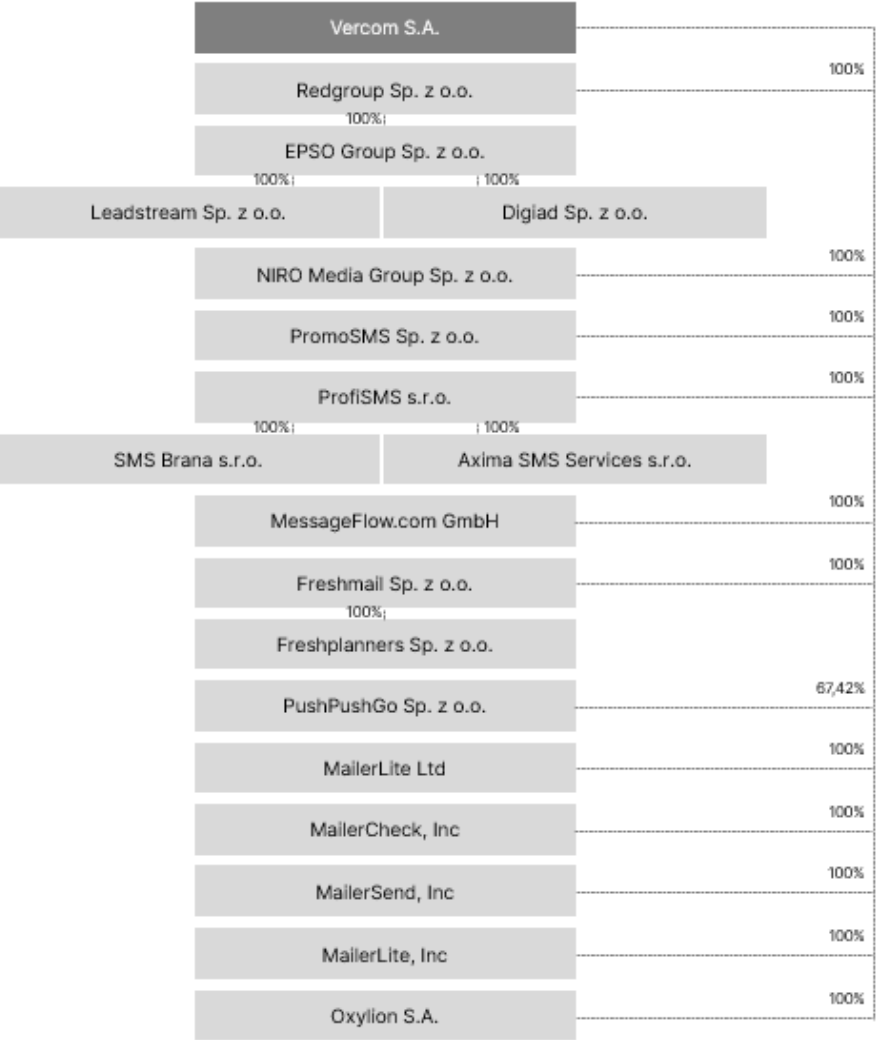 Vercom S.A.
100%
Redgroup Sp. z o.o.
100%
EPSO Group Sp. z o.o.
100% 100%
Leadstream Sp. z o.o. Digiad Sp. z o.o.
100%
NIRO Media Group Sp. z o.o.
100%
PromoSMS Sp. z o.o.
100%
ProfiSMS s.r.o.
100% 100%
SMS Brana s.r.o. Axima SMS Services s.r.o.
100%
MessageFlow.com GmbH
100%
Freshmail Sp. z o.o.
100%
Freshplanners Sp. z o.o.
67,42%
PushPushGo Sp. z o.o.
100%
MailerLite Ltd
100%
MailerCheck, Inc
100%
MailerSend, Inc
100%
MailerLite, Inc
100%
Oxylion S.A.